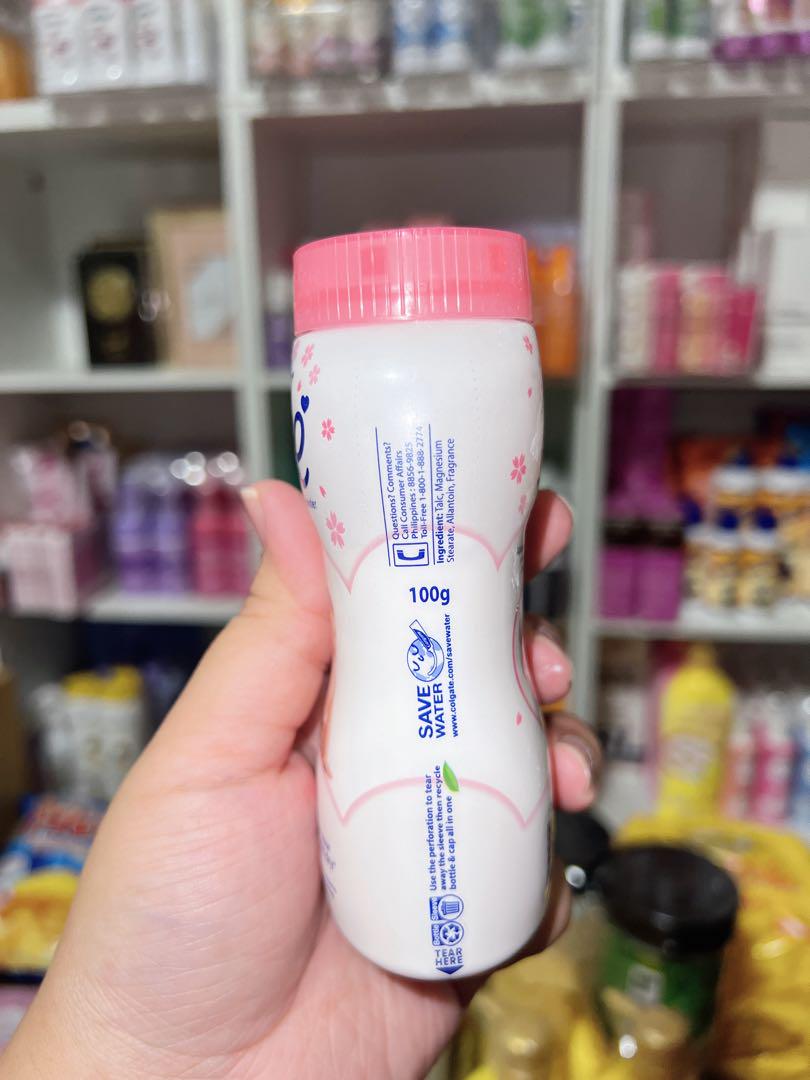 Questions? Comments?
Call Consumer Affairs
Philippines : 8856-9825
Toll-Free 1-800-1-888-2774
Ingredient: Talc, Magnesium
Stearate, Allantoin, Fragrance
100g
SAVE
WATER
www.colgate.com/savewater
Use the perforation to tear
away the sleeve then recycle
bottle & cap all in one
Bottle Sleeve
TEAR
HERE